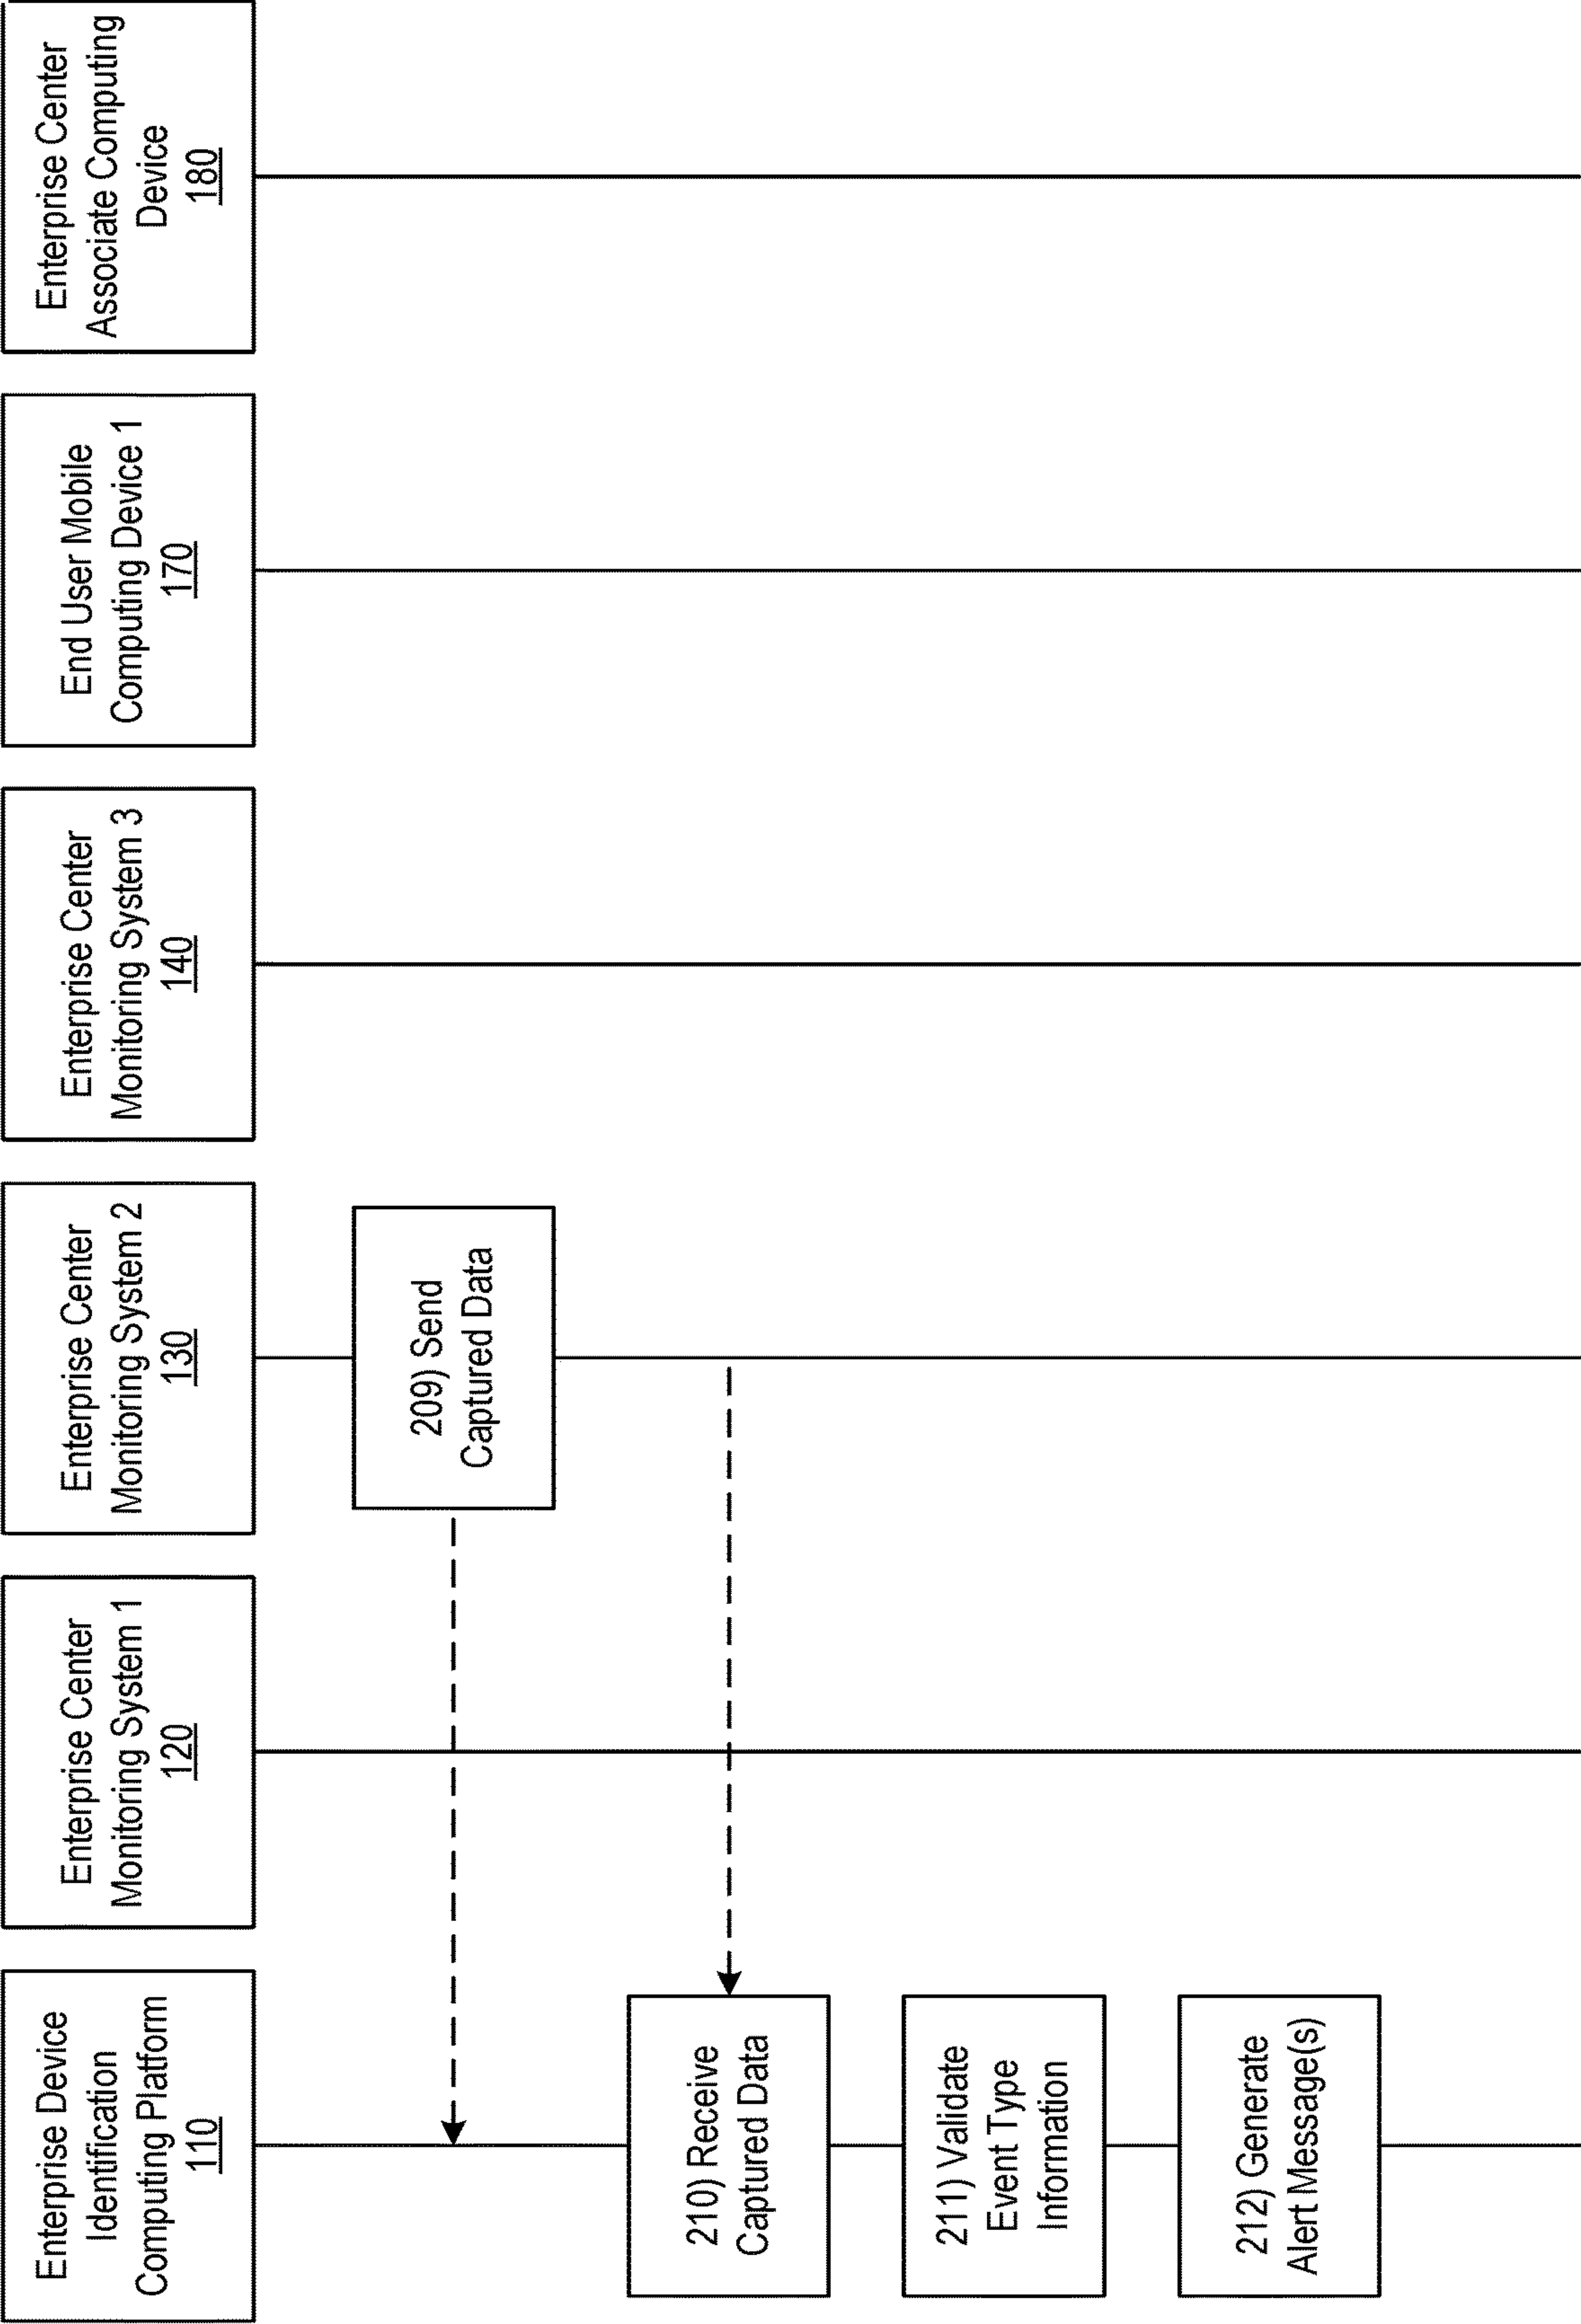 Enterprise Device
Identification
Computing Platform
110
Enterprise Center
Monitoring System 1
120
Enterprise Center
Monitoring System 2
130
Enterprise Center
Monitoring System 3
140
End User Mobile
Computing Device 1
170
Enterprise Center
Associate Computing
Device
180
209) Send
Captured Data
210) Receive
Captured Data
211) Validate
Event Type
Information
212) Generate
Alert Message(s)